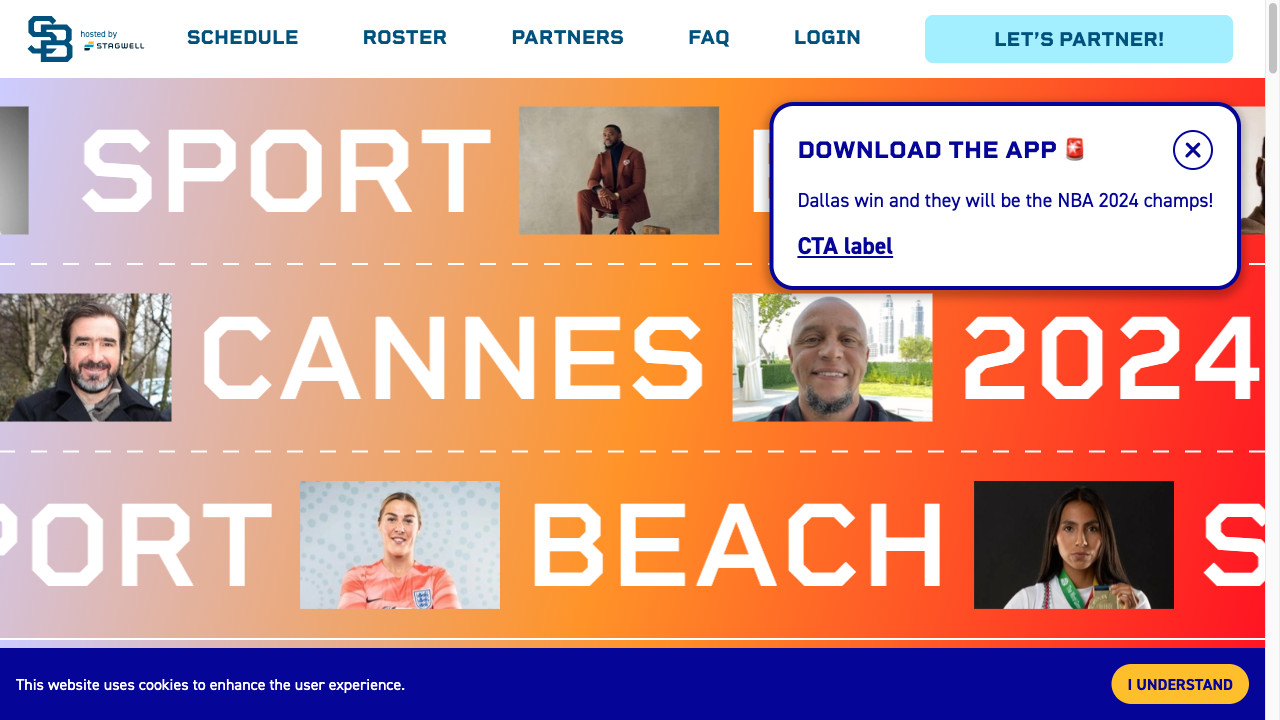 SB
hosted by
STAGWELL
SCHEDULE
ROSTER
PARTNERS
FAQ
LOGIN
LET'S PARTNER!
SPORT
DOWNLOAD THE APP 🚨
Dallas win and they will be the NBA 2024 champs!
CTA label
CANNES
2024
PORT
BEACH
S
This website uses cookies to enhance the user experience.
I UNDERSTAND